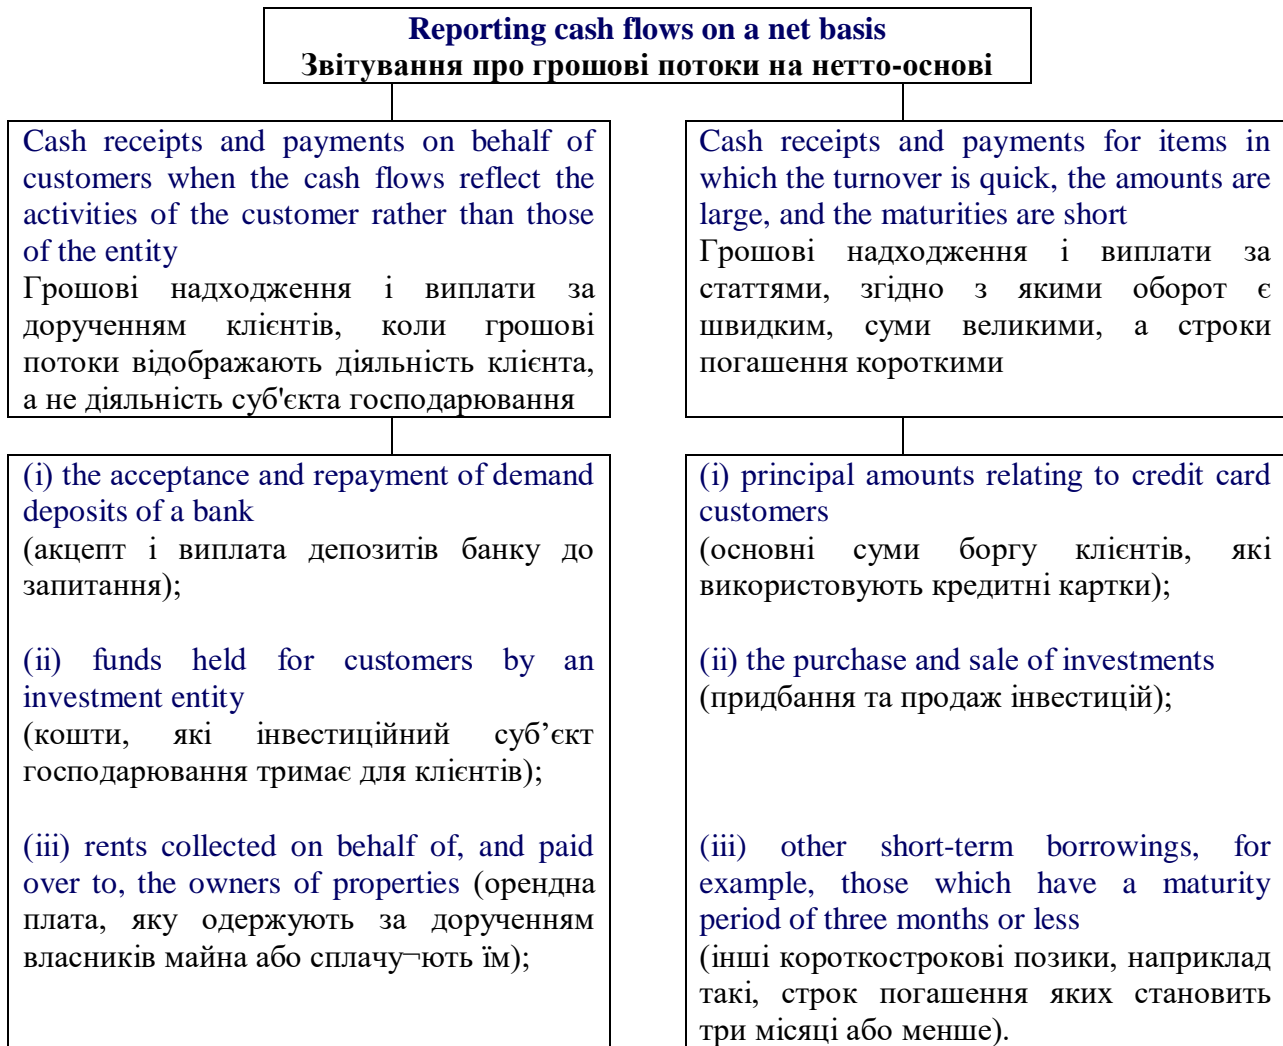 Reporting cash flows on a net basis
Звітування про грошові потоки на нетто-основі
Cash receipts and payments on behalf of
customers when the cash flows reflect the
activities of the customer rather than those
of the entity
Грошові надходження і виплати за
дорученням клієнтів, коли грошові
потоки відображають діяльність клієнта,
а не діяльність суб'єкта господарювання
Cash receipts and payments for items in
which the turnover is quick, the amounts are
large, and the maturities are short
Грошові надходження і виплати за
статтями, згідно з якими оборот є
швидким, суми великими, а строки
погашення короткими
(i) the acceptance and repayment of demand
deposits of a bank
(акцепт і виплата депозитів банку до
запитання);
(ii) funds held for customers by an
investment entity
(кошти, які інвестиційний суб’єкт
господарювання тримає для клієнтів);
(iii) rents collected on behalf of, and paid
over to, the owners of properties (орендна
плата, яку одержують за дорученням
власників майна або сплачу¬ють їм);
(i) principal amounts relating to credit card
customers
(основні суми боргу клієнтів, які
використовують кредитні картки);
(ii) the purchase and sale of investments
(придбання та продаж інвестицій);
(iii) other short-term borrowings, for
example, those which have a maturity
period of three months or less
(інші короткострокові позики, наприклад
такі, строк погашення яких становить
три місяці або менше).